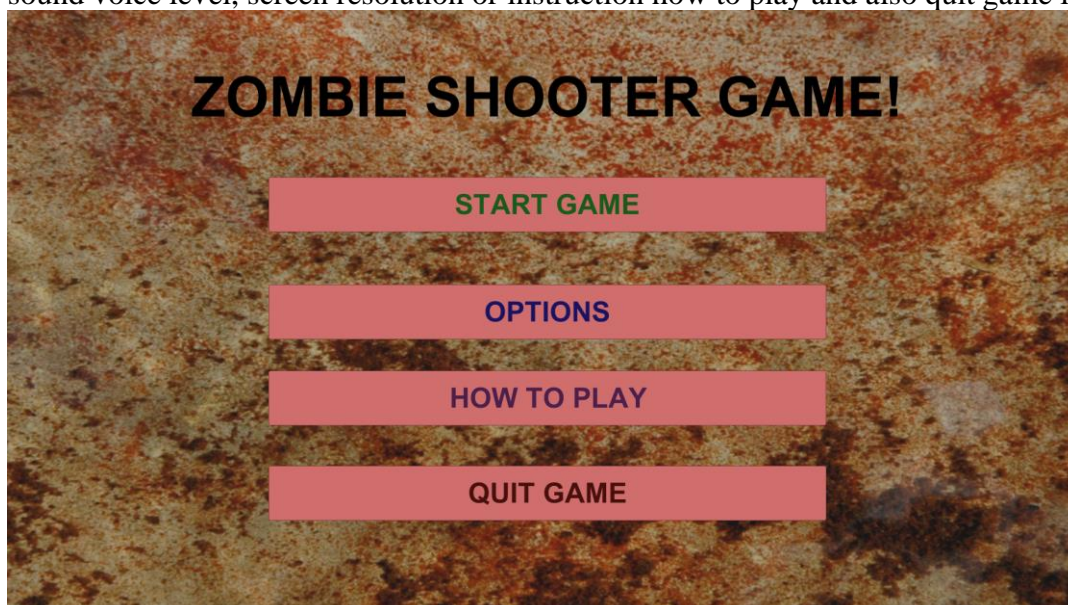 sound voice level, screen resolution or instruction how to play and also quit game
ZOMBIE SHOOTER GAME!
START GAME
OPTIONS
HOW TO PLAY
QUIT GAME